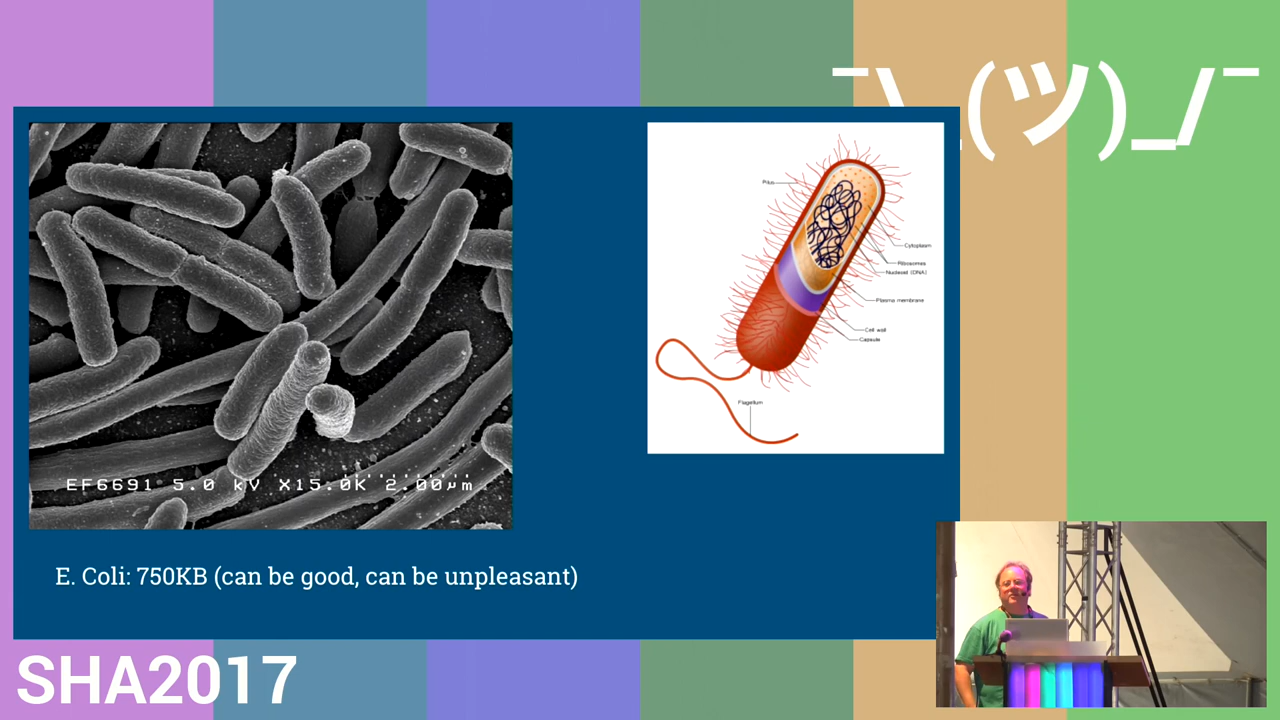 ¯\_(ツ)_/¯
Pilus
Cytoplasm
Ribosomes
Nucleoid (DNA)
Plasma membrane
Cell wall
Capsule
Flagellum
EF6691 5.0 kV X15.0K 2.00µm
E. Coli: 750KB (can be good, can be unpleasant)
SHA2017